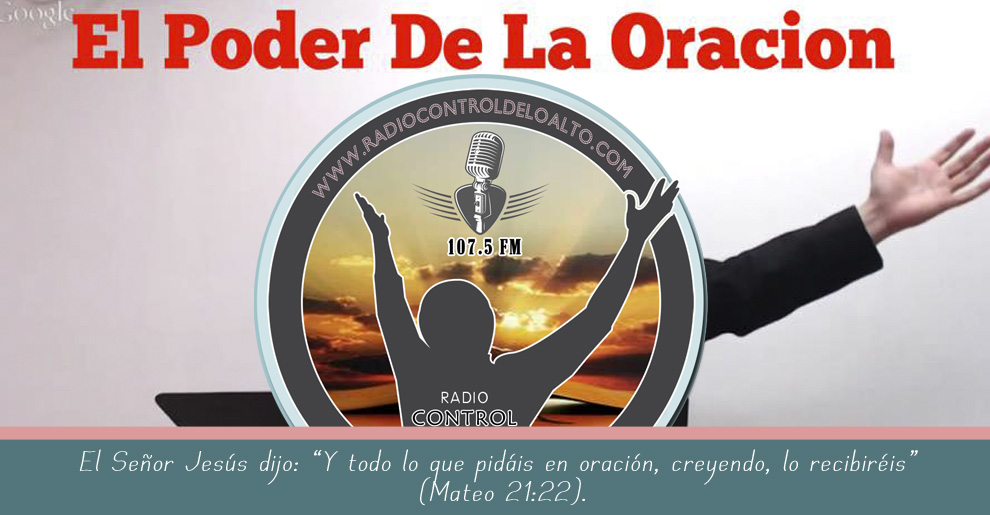 Google
El Poder De La Oracion
WWW.RADIOCONTROLDELOALTO.COM
107.5 FM
RADIO
CONTROL
El Señor Jesús dijo: “Y todo lo que pidáis en oración, creyendo, lo recibiréis”
(Mateo 21:22).